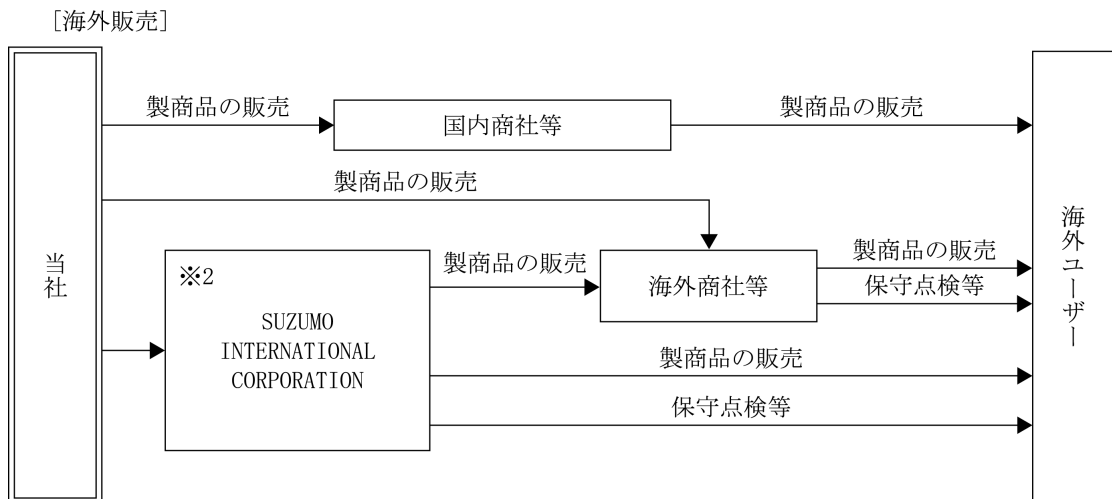 [海外販売]
製商品の販売
国内商社等
製商品の販売
製商品の販売
当社
※2
SUZUMO
INTERNATIONAL
CORPORATION
製商品の販売
海外商社等
製商品の販売
保守点検等
製商品の販売
保守点検等
海外ユーザー